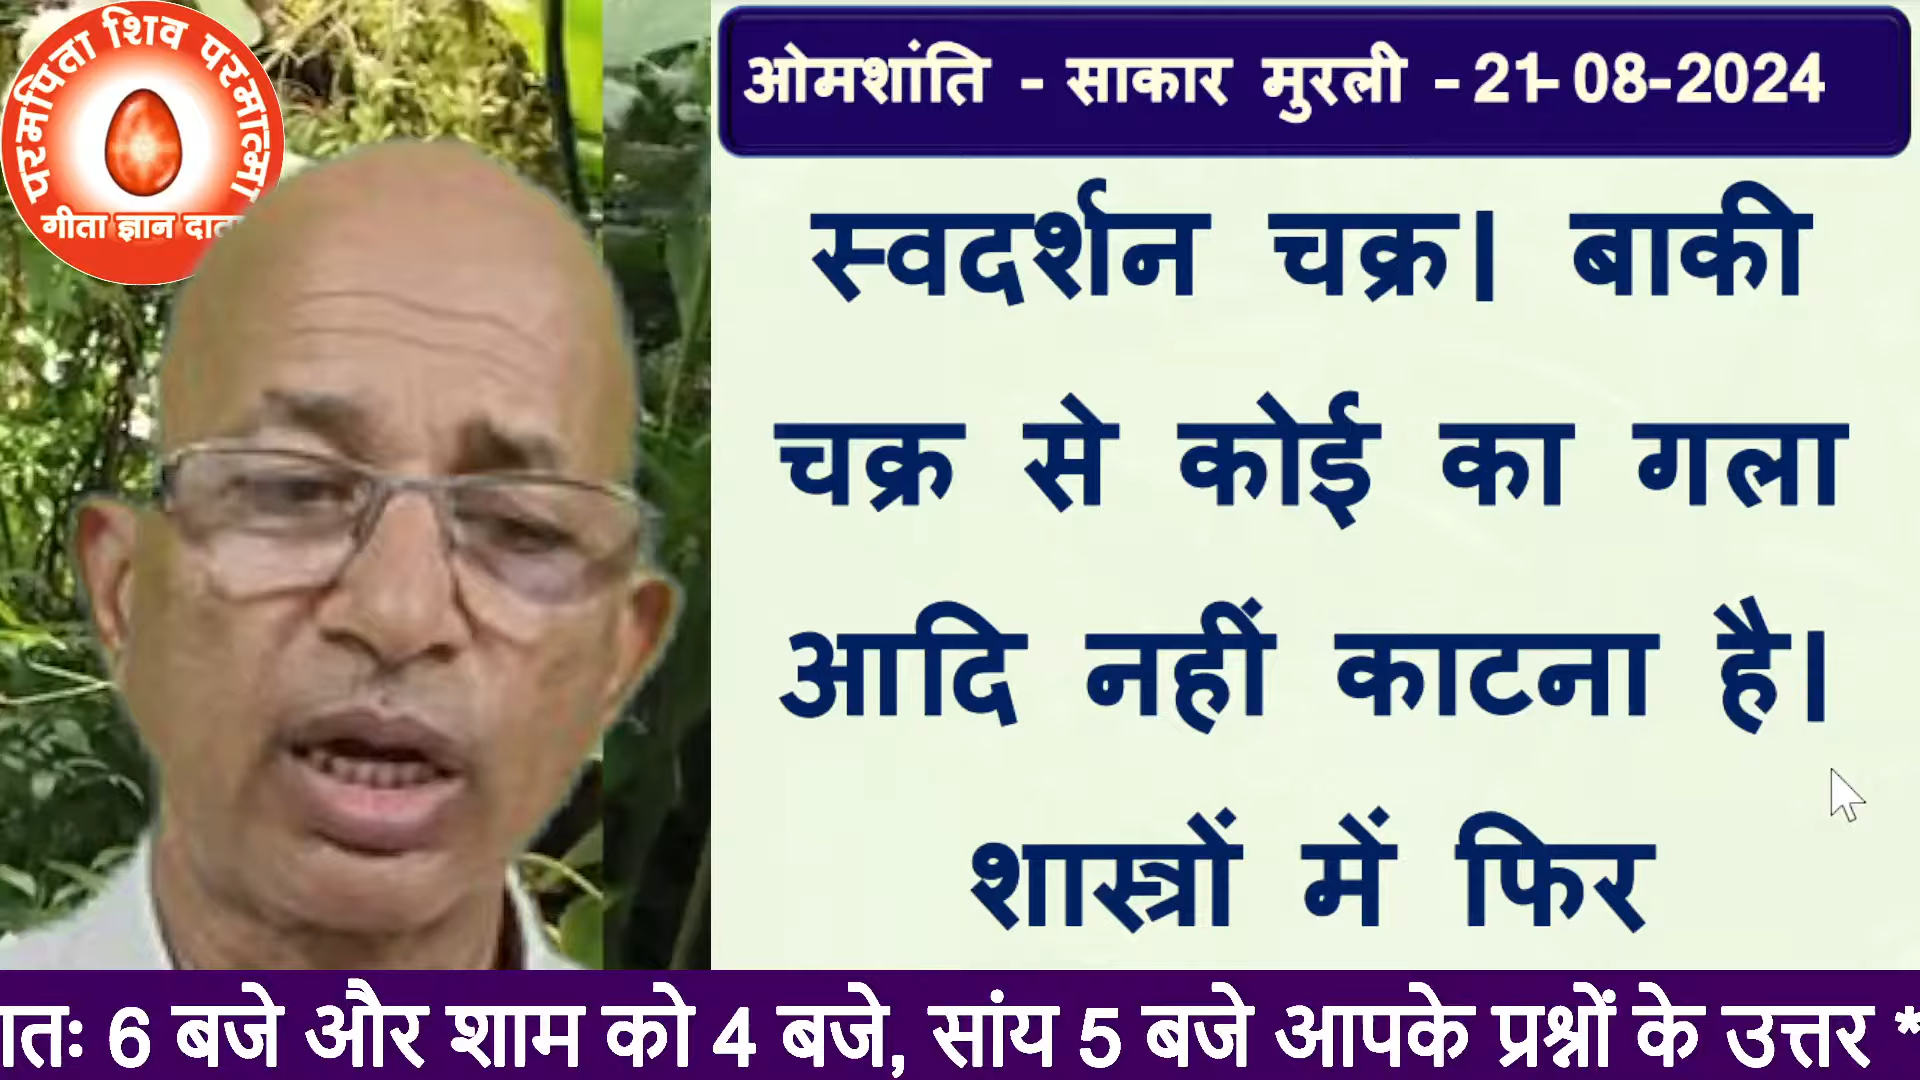 परमपिता शिव परमात्मा
गीता ज्ञान
ओमशांति - साकार मुरली - 21-08-2024
स्वदर्शन चक्र। बाकी
चक्र से कोई का गला
आदि नहीं काटना है।
शास्त्रों में फिर
6 बजे और शाम को 4 बजे, सांय 5 बजे आपके प्रश्नों के उत्तर *